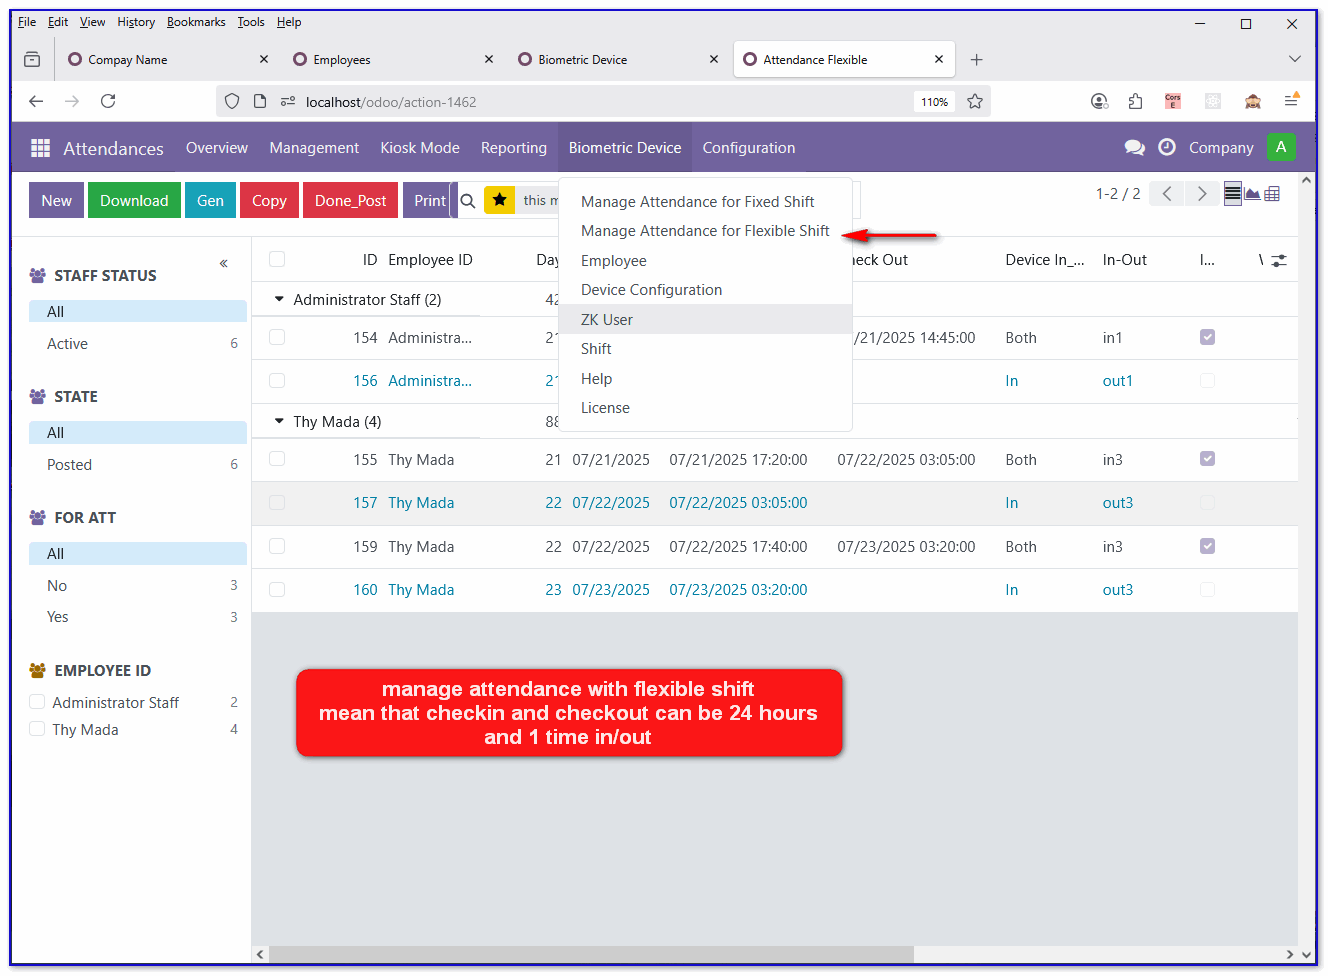 File Edit View History Bookmarks Tools Help
Compay Name Employees Biometric Device Attendance Flexible
localhost/odoo/action-1462 110% Cors E
Attendances Overview Management Kiosk Mode Reporting Biometric Device Configuration Company A
New Download Gen Copy Done_Post Print this m 1-2 / 2
Manage Attendance for Fixed Shift
Manage Attendance for Flexible Shift
Employee
Device Configuration
ZK User
Shift
Help
License
STAFF STATUS
All
Active 6
STATE
All
Posted 6
FOR ATT
All
No 3
Yes 3
EMPLOYEE ID
Administrator Staff 2
Thy Mada 4
ID Employee ID Day eck Out Device In_... In-Out I...
Administrator Staff (2) 42
154 Administra... 21 /21/2025 14:45:00 Both in1
156 Administra... 21 In out1
Thy Mada (4) 88
155 Thy Mada 21 07/21/2025 07/21/2025 17:20:00 07/22/2025 03:05:00 Both in3
157 Thy Mada 22 07/22/2025 07/22/2025 03:05:00 In out3
159 Thy Mada 22 07/22/2025 07/22/2025 17:40:00 07/23/2025 03:20:00 Both in3
160 Thy Mada 23 07/23/2025 07/23/2025 03:20:00 In out3
manage attendance with flexible shift
mean that checkin and checkout can be 24 hours
and 1 time in/out